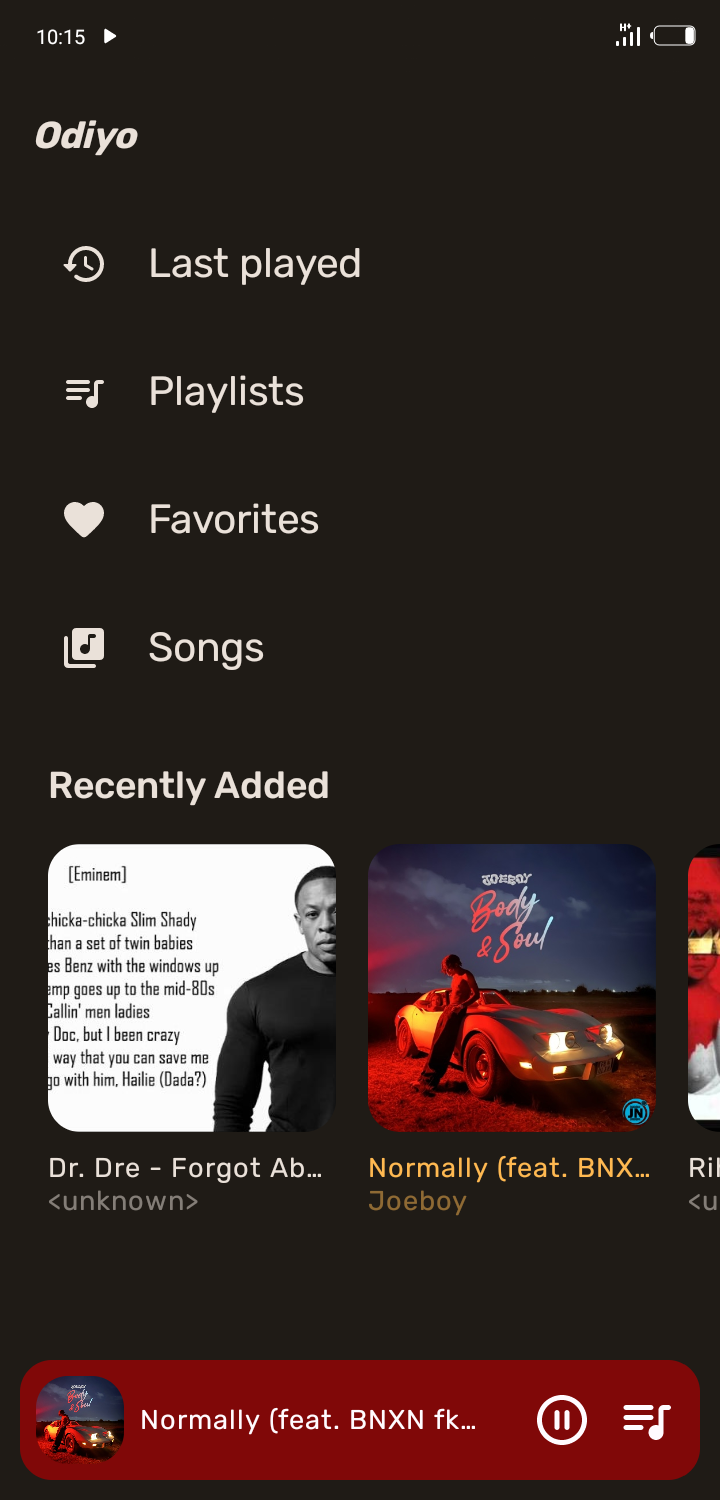 10:15
H+
Odiyo
Last played
Playlists
Favorites
Songs
Recently Added
[Eminem]
chicka-chicka Slim Shady
than a set of twin babies
es Benz with the windows up
emp goes up to the mid-80s
Callin' men ladies
Doc, but I been crazy
way that you can save me
go with him, Hailie (Dada?)
JOEBOY
Body
& Soul
JN
Dr. Dre - Forgot Ab...
Normally (feat. BNX...
<unknown>
Joeboy
<u
Body
& Soul
Normally (feat. BNXN fk...